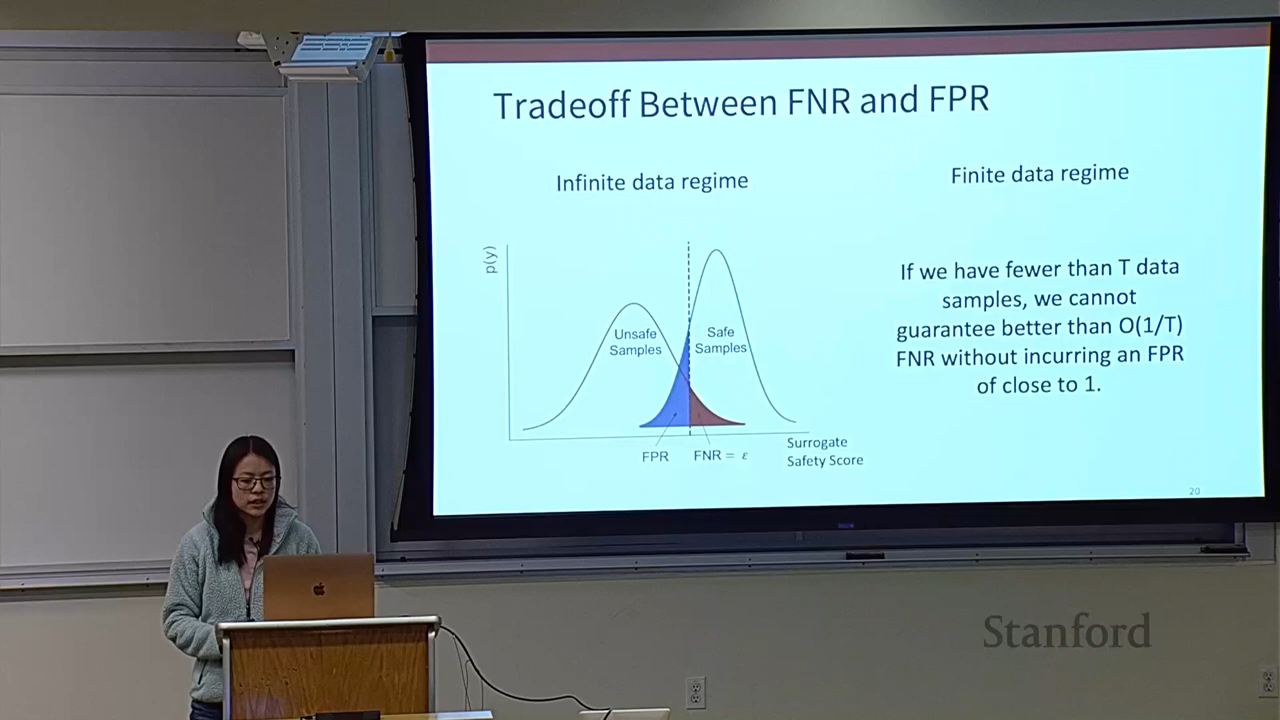 Tradeoff Between FNR and FPR
Infinite data regime
Finite data regime
p(y)
Unsafe
Samples
Safe
Samples
FPR
FNR = ε
Surrogate
Safety Score
If we have fewer than T data
samples, we cannot
guarantee better than O(1/T)
FNR without incurring an FPR
of close to 1.
20
Stanford